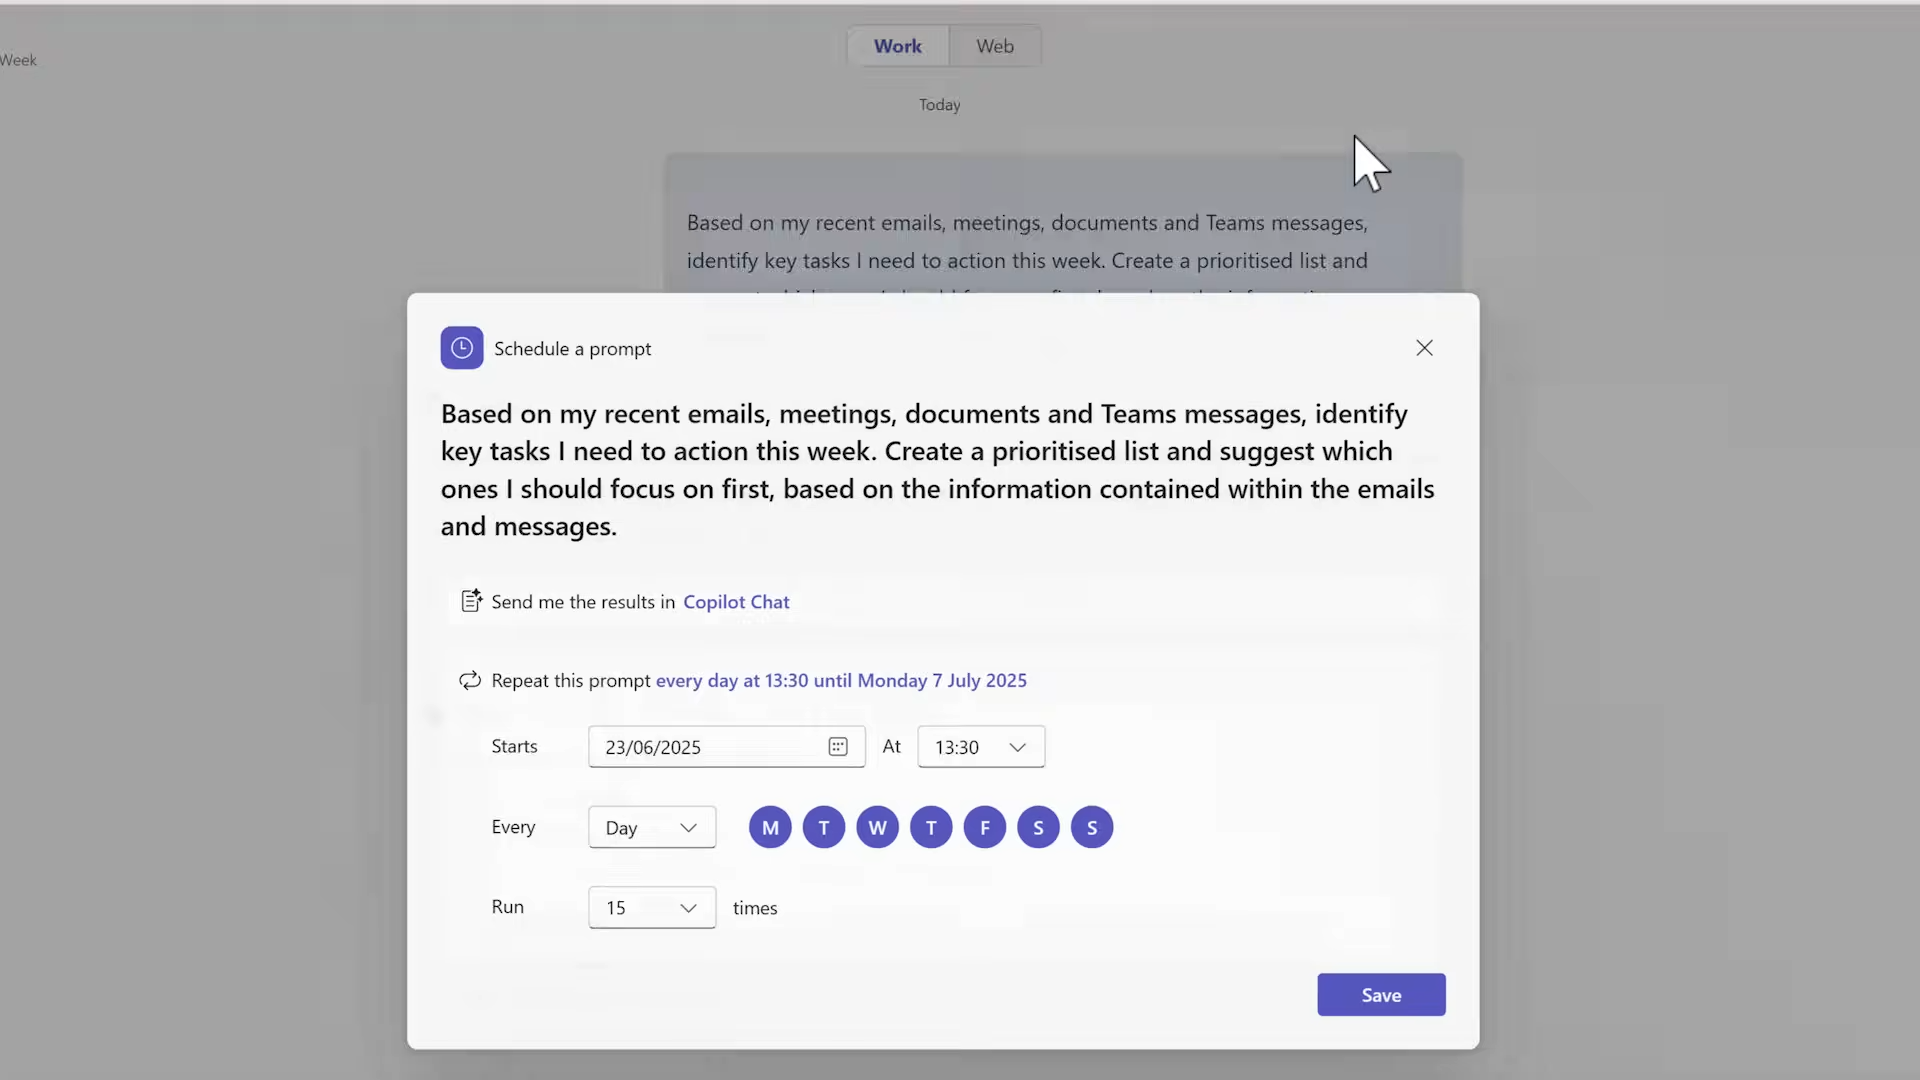 Work Web
Week
Today
Based on my recent emails, meetings, documents and Teams messages,
identify key tasks I need to action this week. Create a prioritised list and
Schedule a prompt
Based on my recent emails, meetings, documents and Teams messages, identify
key tasks I need to action this week. Create a prioritised list and suggest which
ones I should focus on first, based on the information contained within the emails
and messages.
Send me the results in Copilot Chat
Repeat this prompt every day at 13:30 until Monday 7 July 2025
Starts 23/06/2025 At 13:30
Every Day M T W T F S S
Run 15 times
Save